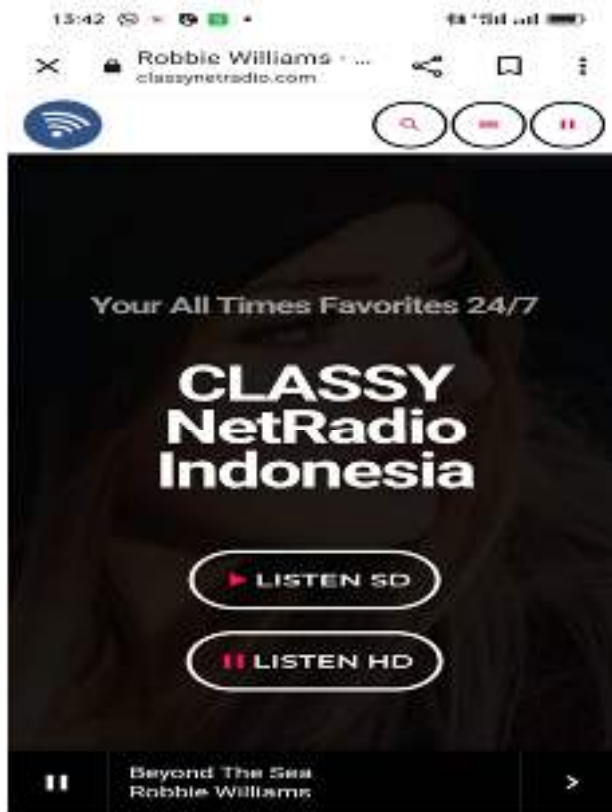 13:42
Robbie Williams · ...
classynetradio.com
Your All Times Favorites 24/7
CLASSY
NetRadio
Indonesia
LISTEN SD
LISTEN HD
Beyond The Sea
Robbie Williams